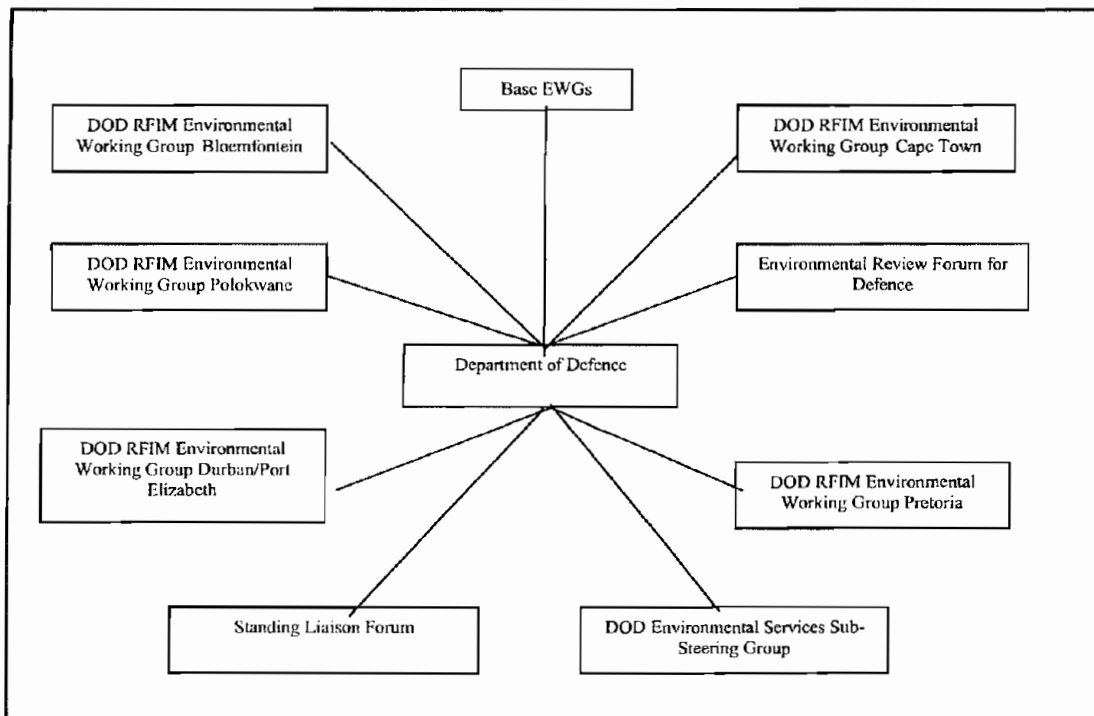 Base EWGs
DOD RFIM Environmental
Working Group Bloemfontein
DOD RFIM Environmental
Working Group Cape Town
DOD RFIM Environmental
Working Group Polokwane
Environmental Review Forum for
Defence
Department of Defence
DOD RFIM Environmental
Working Group Durban/Port
Elizabeth
DOD RFIM Environmental
Working Group Pretoria
Standing Liaison Forum
DOD Environmental Services Sub-
Steering Group